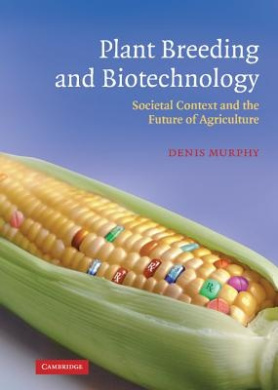 Plant Breeding
and Biotechnology
Societal Context and the
Future of Agriculture
DENIS MURPHY
CAMBRIDGE